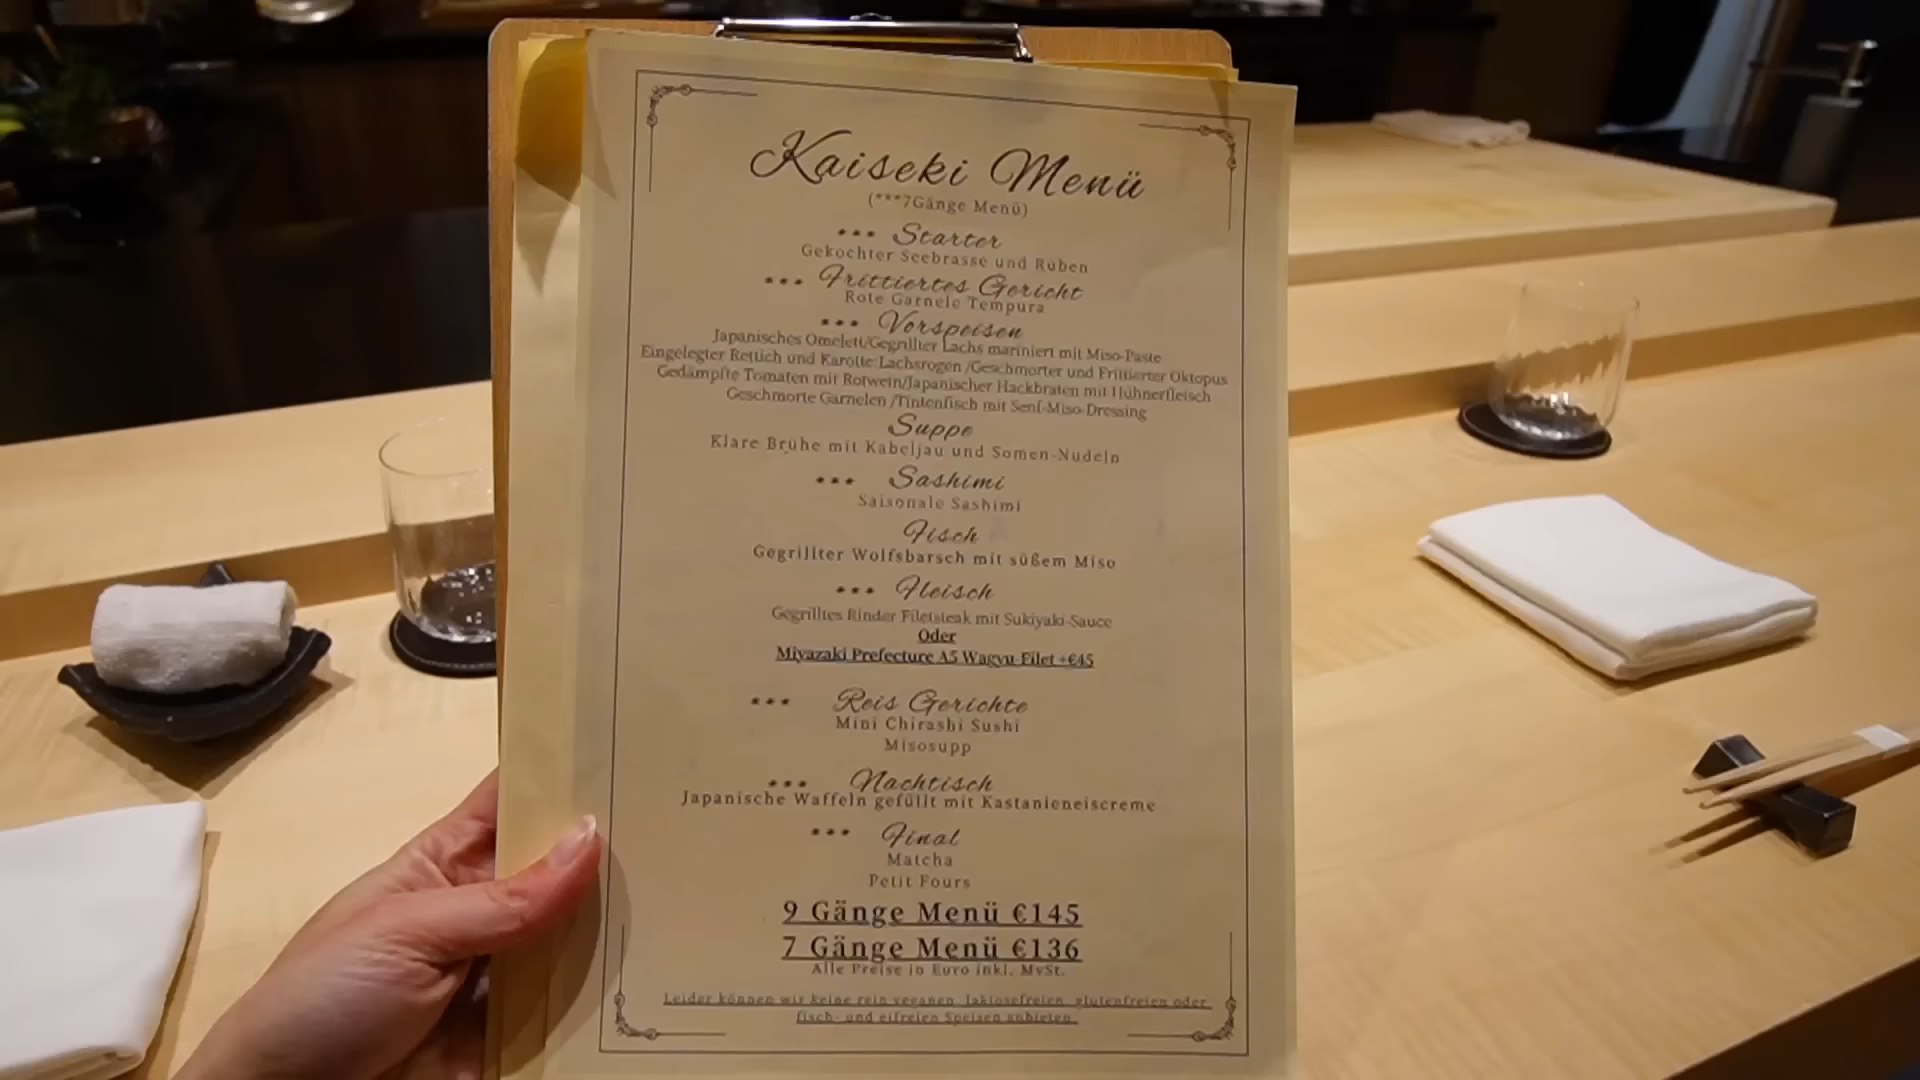 Kaiseki Menü
(***7Gänge Menü)
*** Starter
Gekochter Seebrasse und Rüben
*** Frittiertes Gericht
Rote Garnele Tempura
*** Vorspeisen
Japanisches Omelett/Gegrillter Lachs mariniert mit Miso-Paste
Eingelegter Rettich und Karotte:Lachsrogen /Geschmorter und Frittierter Oktopus
Gedämpfte Tomaten mit Rotwein/Japanischer Hackbraten mit Hühnerfleisch
Geschmorte Garnelen /Tintenfisch mit Senf-Miso-Dressing
Suppe
Klare Brühe mit Kabeljau und Somen-Nudeln
*** Sashimi
Saisonale Sashimi
Fisch
Gegrillter Wolfsbarsch mit süßem Miso
*** Fleisch
Gegrilltes Rinder Filetsteak mit Sukiyaki-Sauce
Oder
Miyazaki Prefecture A5 Wagyu-Filet +€45
*** Reis Gerichte
Mini Chirashi Sushi
Misosupp
*** Nachtisch
Japanische Waffeln gefüllt mit Kastanieneiscreme
*** Final
Matcha
Petit Fours
9 Gänge Menü €145
7 Gänge Menü €136
Alle Preise in Euro inkl. MvSt.
Leider können wir keine rein veganen, laktosefreien, glutenfreien oder
fisch- und eifreien Speisen anbieten.